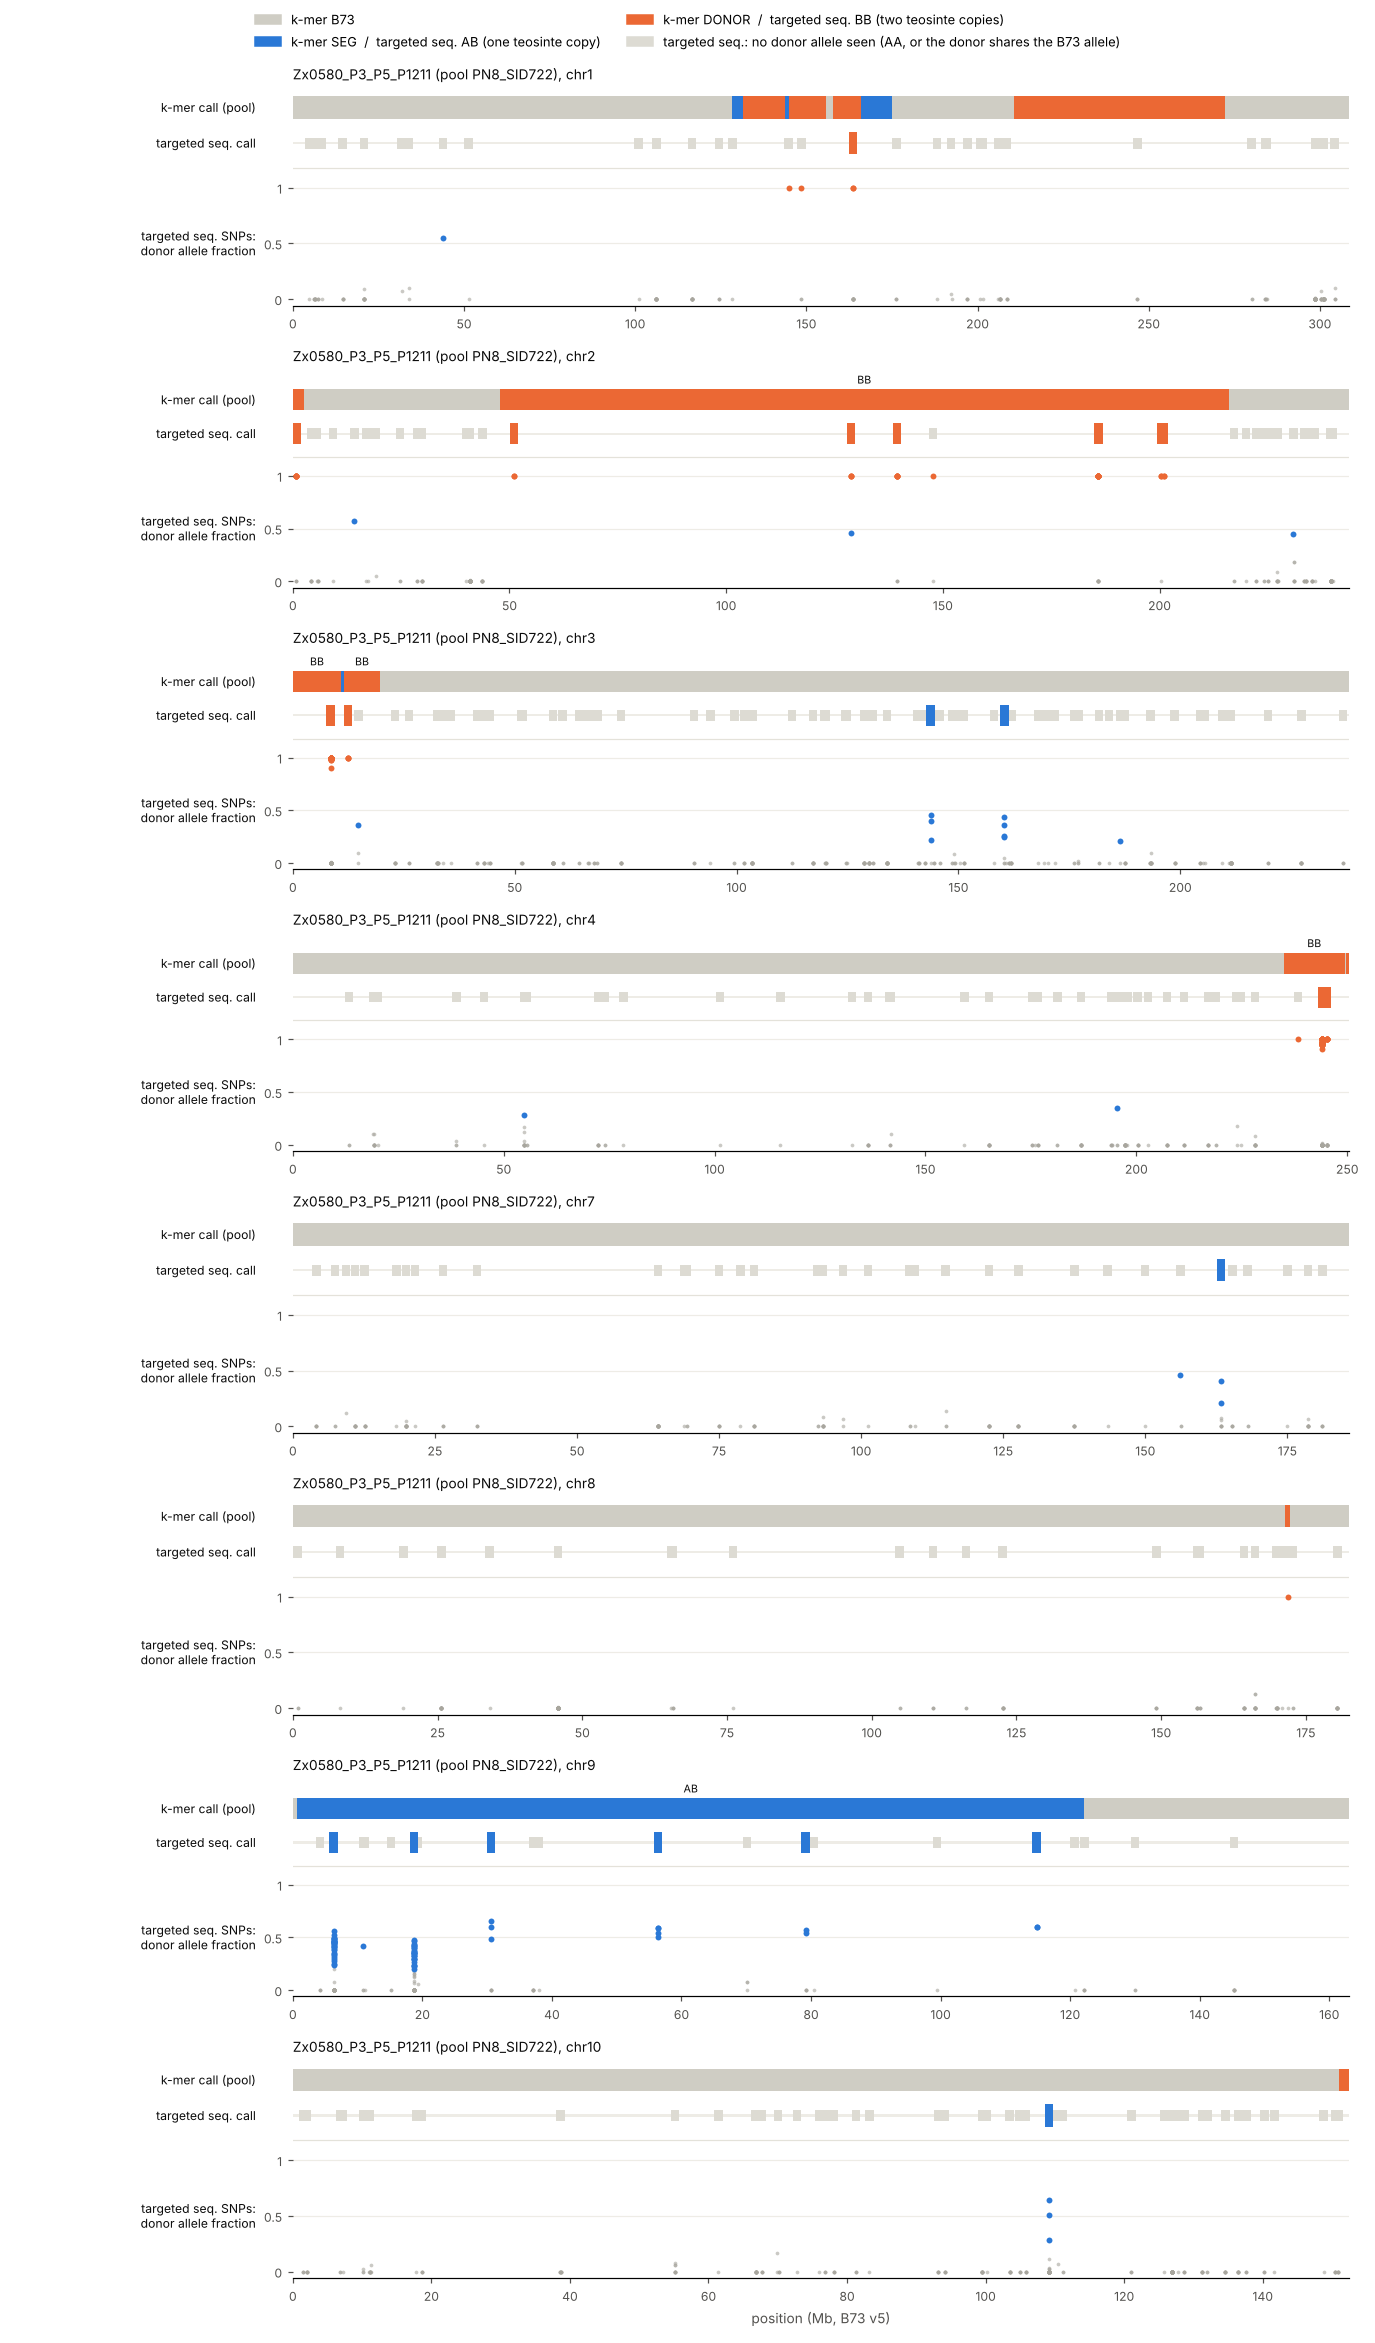 k-mer B73
k-mer DONOR / targeted seq. BB (two teosinte copies)
k-mer SEG / targeted seq. AB (one teosinte copy)
targeted seq.: no donor allele seen (AA, or the donor shares the B73 allele)
Zx0580_P3_P5_P1211 (pool PN8_SID722), chr1
k-mer call (pool)
targeted seq. call
1
targeted seq. SNPs:
donor allele fraction
0.5
0
0 50 100 150 200 250 300
Zx0580_P3_P5_P1211 (pool PN8_SID722), chr2
BB
k-mer call (pool)
targeted seq. call
1
targeted seq. SNPs:
donor allele fraction
0.5
0
0 50 100 150 200
Zx0580_P3_P5_P1211 (pool PN8_SID722), chr3
BB BB
k-mer call (pool)
targeted seq. call
1
targeted seq. SNPs:
donor allele fraction
0.5
0
0 50 100 150 200
Zx0580_P3_P5_P1211 (pool PN8_SID722), chr4
BB
k-mer call (pool)
targeted seq. call
1
targeted seq. SNPs:
donor allele fraction
0.5
0
0 50 100 150 200 250
Zx0580_P3_P5_P1211 (pool PN8_SID722), chr7
k-mer call (pool)
targeted seq. call
1
targeted seq. SNPs:
donor allele fraction
0.5
0
0 25 50 75 100 125 150 175
Zx0580_P3_P5_P1211 (pool PN8_SID722), chr8
k-mer call (pool)
targeted seq. call
1
targeted seq. SNPs:
donor allele fraction
0.5
0
0 25 50 75 100 125 150 175
Zx0580_P3_P5_P1211 (pool PN8_SID722), chr9
AB
k-mer call (pool)
targeted seq. call
1
targeted seq. SNPs:
donor allele fraction
0.5
0
0 20 40 60 80 100 120 140 160
Zx0580_P3_P5_P1211 (pool PN8_SID722), chr10
k-mer call (pool)
targeted seq. call
1
targeted seq. SNPs:
donor allele fraction
0.5
0
0 20 40 60 80 100 120 140
position (Mb, B73 v5)